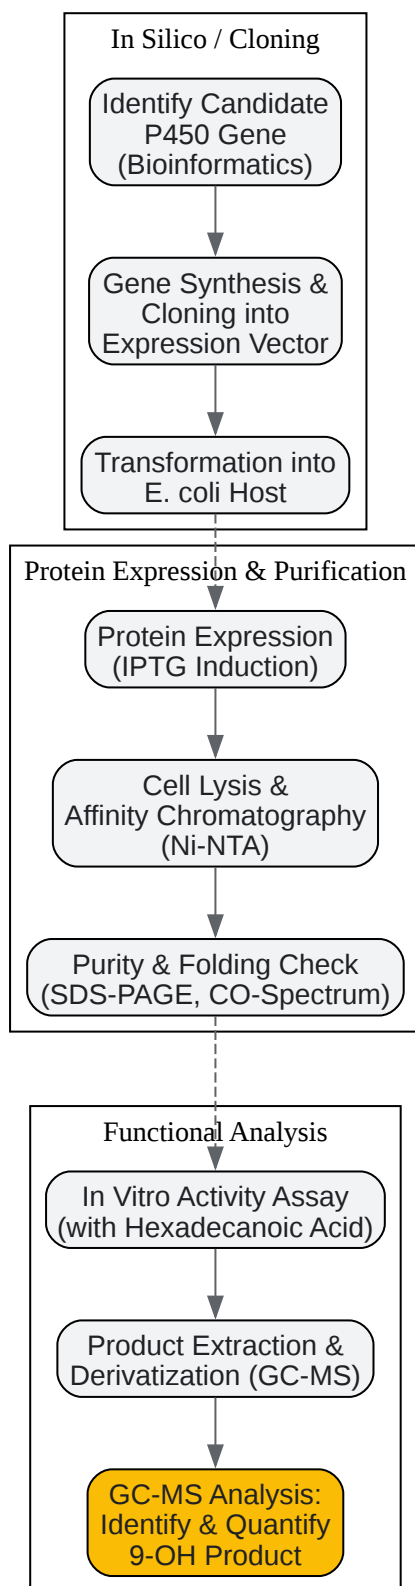 In Silico / Cloning
Identify Candidate
P450 Gene
(Bioinformatics)
Gene Synthesis &
Cloning into
Expression Vector
Transformation into
E. coli Host
Protein Expression & Purification
Protein Expression
(IPTG Induction)
Cell Lysis &
Affinity Chromatography
(Ni-NTA)
Purity & Folding Check
(SDS-PAGE, CO-Spectrum)
Functional Analysis
In Vitro Activity Assay
(with Hexadecanoic Acid)
Product Extraction &
Derivatization (GC-MS)
GC-MS Analysis:
Identify & Quantify
9-OH Product